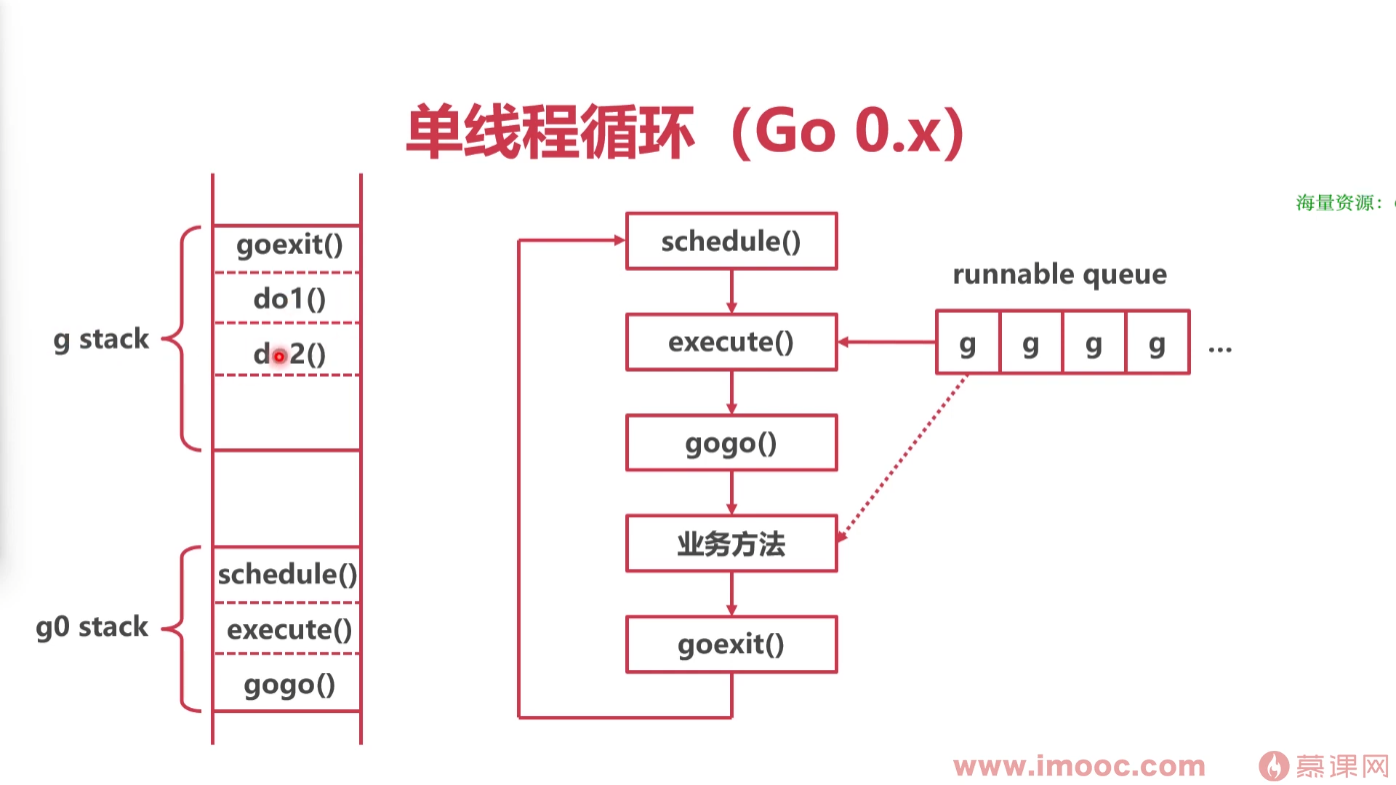 单线程循环（Go 0.x）
海量资源：
g stack
goexit()
do1()
d 2()
g0 stack
schedule()
execute()
gogo()
schedule()
execute()
gogo()
业务方法
goexit()
runnable queue
g g g g ...
www.imooc.com
慕课网